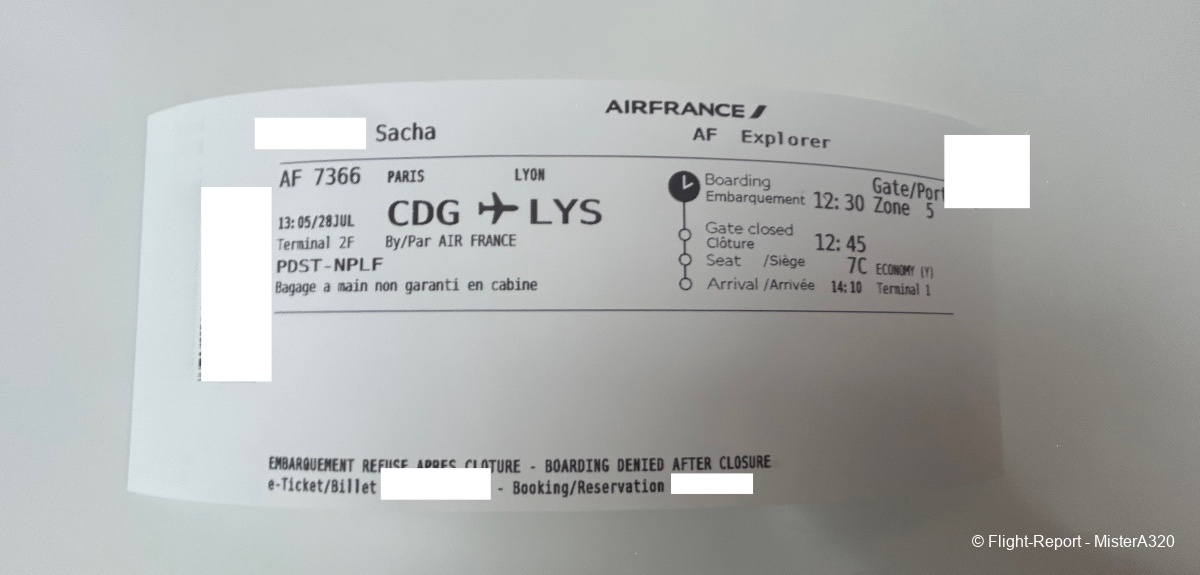 AIRFRANCE
Sacha
AF Explorer
AF 7366 PARIS LYON
13:05/28JUL CDG LYS
Terminal 2F By/Par AIR FRANCE
PDST-NPLF
Bagage a main non garanti en cabine
Boarding
Embarquement 12:30 Gate/Port
Zone 5
Gate closed
Clôture 12:45
Seat /Siège 7C ECONOMY (Y)
Arrival /Arrivée 14:10 Terminal 1
EMBARQUEMENT REFUSE APRES CLOTURE - BOARDING DENIED AFTER CLOSURE
e-Ticket/Billet - Booking/Reservation
© Flight-Report - MisterA320